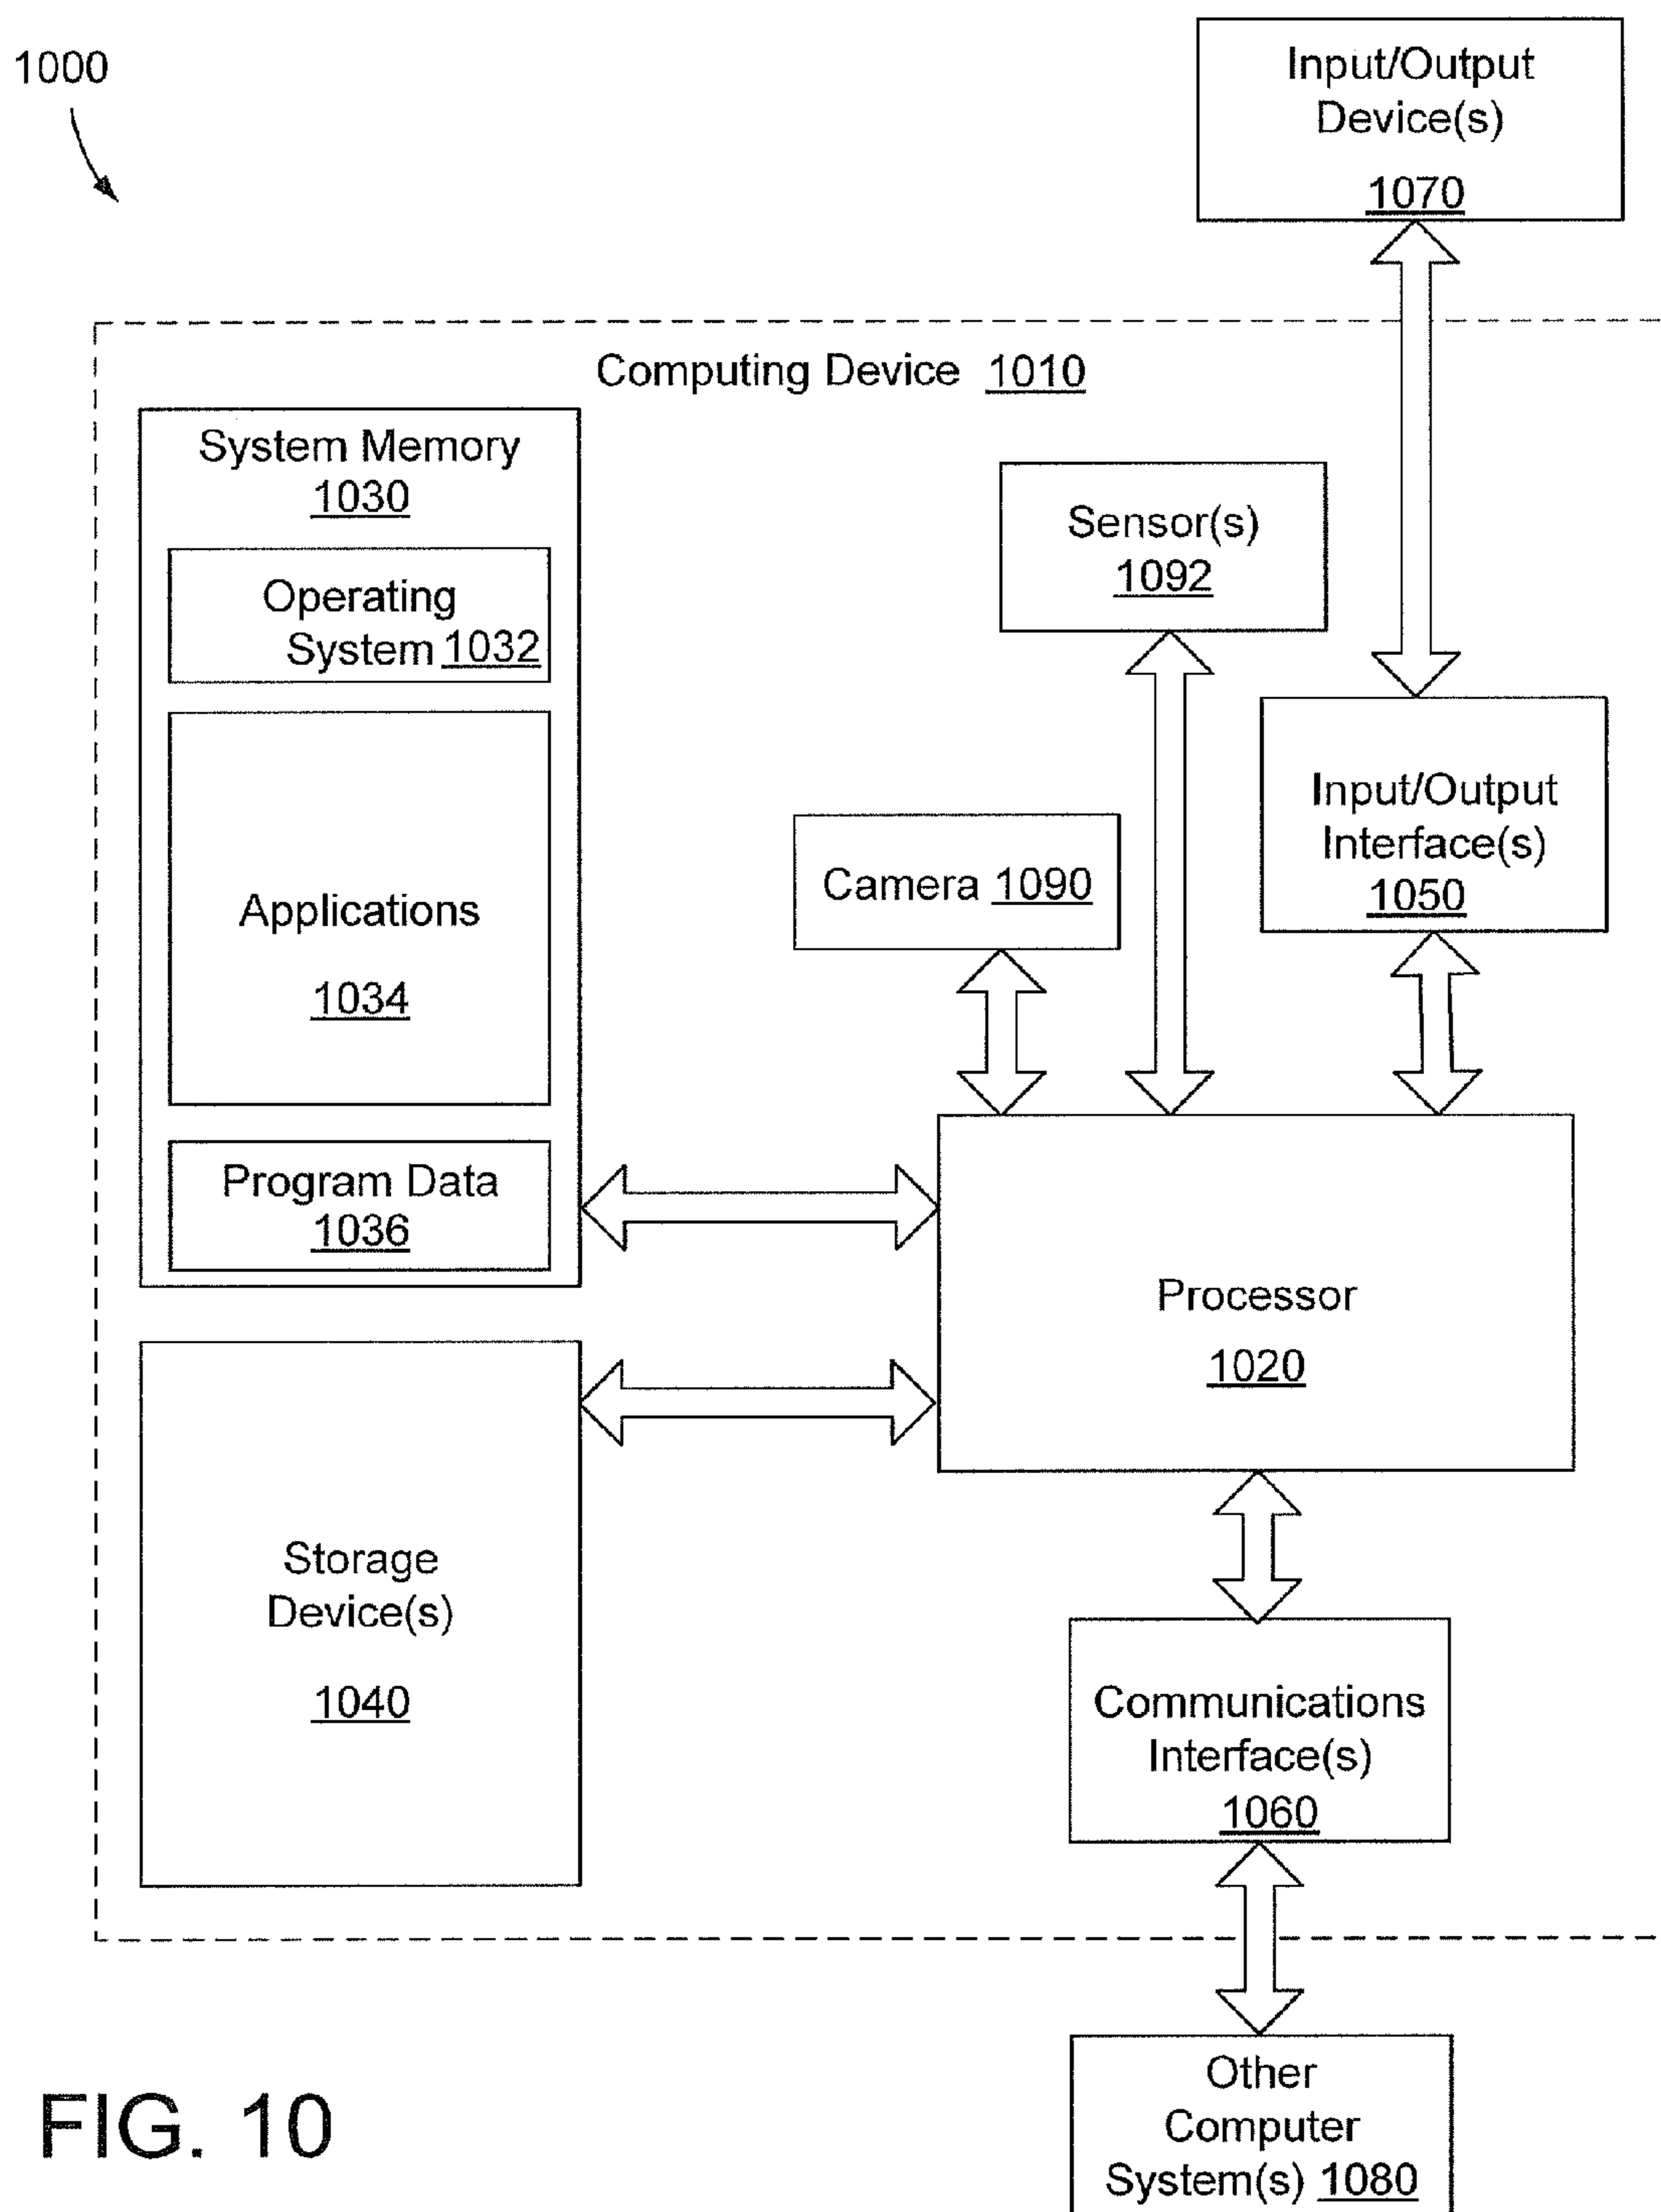 1000
Input/Output
Device(s)
1070
Computing Device 1010
System Memory
1030
Operating
System 1032
Applications
1034
Program Data
1036
Sensor(s)
1092
Input/Output
Interface(s)
1050
Camera 1090
Processor
1020
Storage
Device(s)
1040
Communications
Interface(s)
1060
Other
Computer
System(s) 1080
FIG. 10